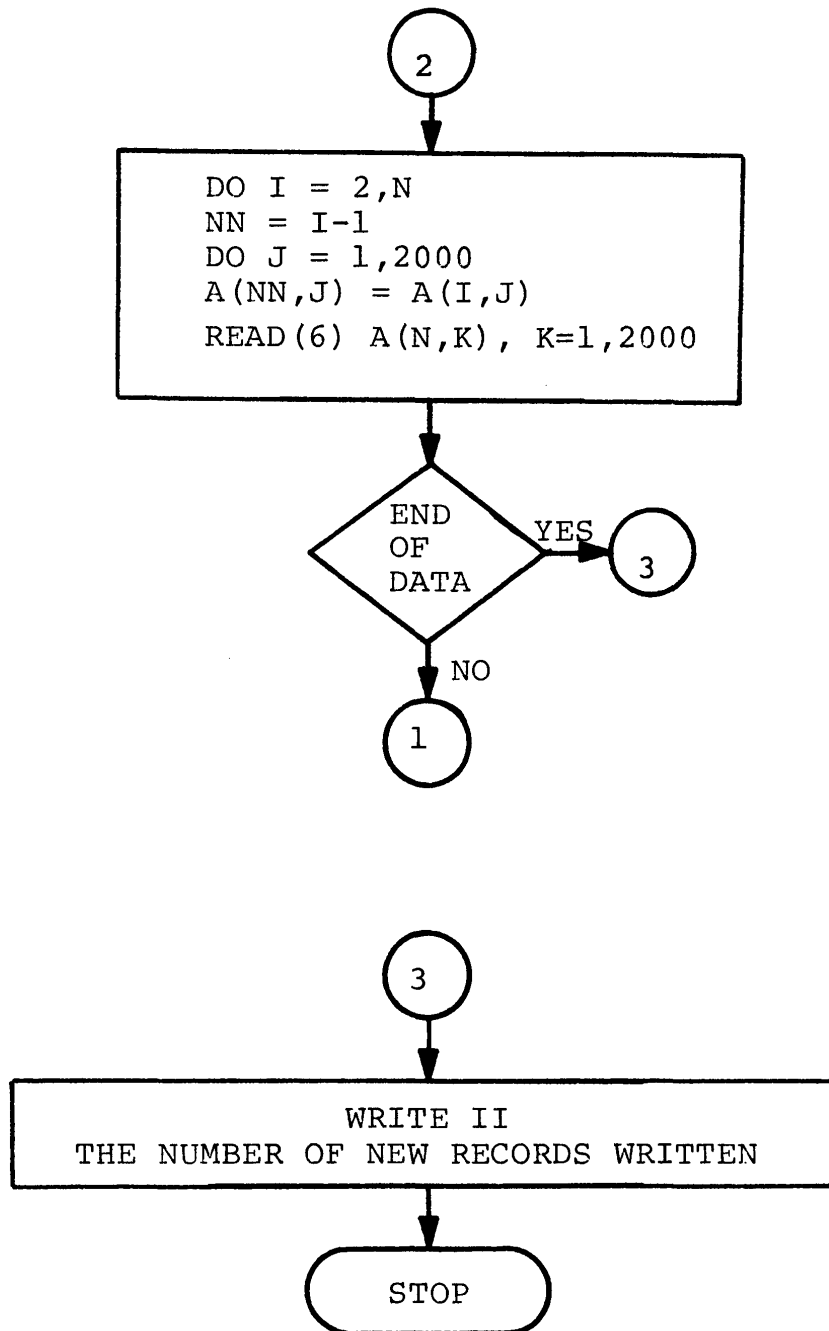 2
DO I = 2,N
NN = I-1
DO J = 1,2000
A(NN,J) = A(I,J)
READ(6) A(N,K), K=1,2000
END
OF
DATA
YES
3
NO
1
3
WRITE II
THE NUMBER OF NEW RECORDS WRITTEN
STOP